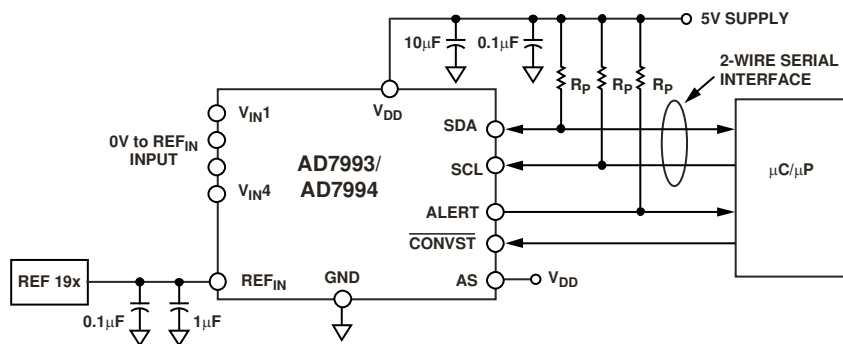 5V SUPPLY
10μF
0.1μF
RP
RP
RP
2-WIRE SERIAL
INTERFACE
VDD
VIN1
0V to REFIN
INPUT
VIN4
AD7993/
AD7994
SDA
SCL
ALERT
CONVST
AS
VDD
μC/μP
REF 19x
REFIN
GND
0.1μF
1μF